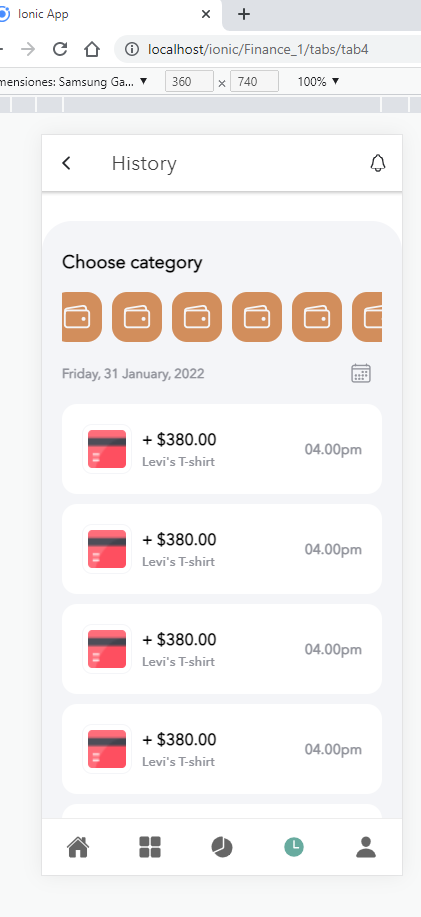 Ionic App
localhost/ionic/Finance_1/tabs/tab4
mensiones: Samsung Ga... ▼ 360 × 740 100% ▼
History
Choose category
Friday, 31 January, 2022
+ $380.00
04.00pm
Levi's T-shirt
+ $380.00
04.00pm
Levi's T-shirt
+ $380.00
04.00pm
Levi's T-shirt
+ $380.00
04.00pm
Levi's T-shirt